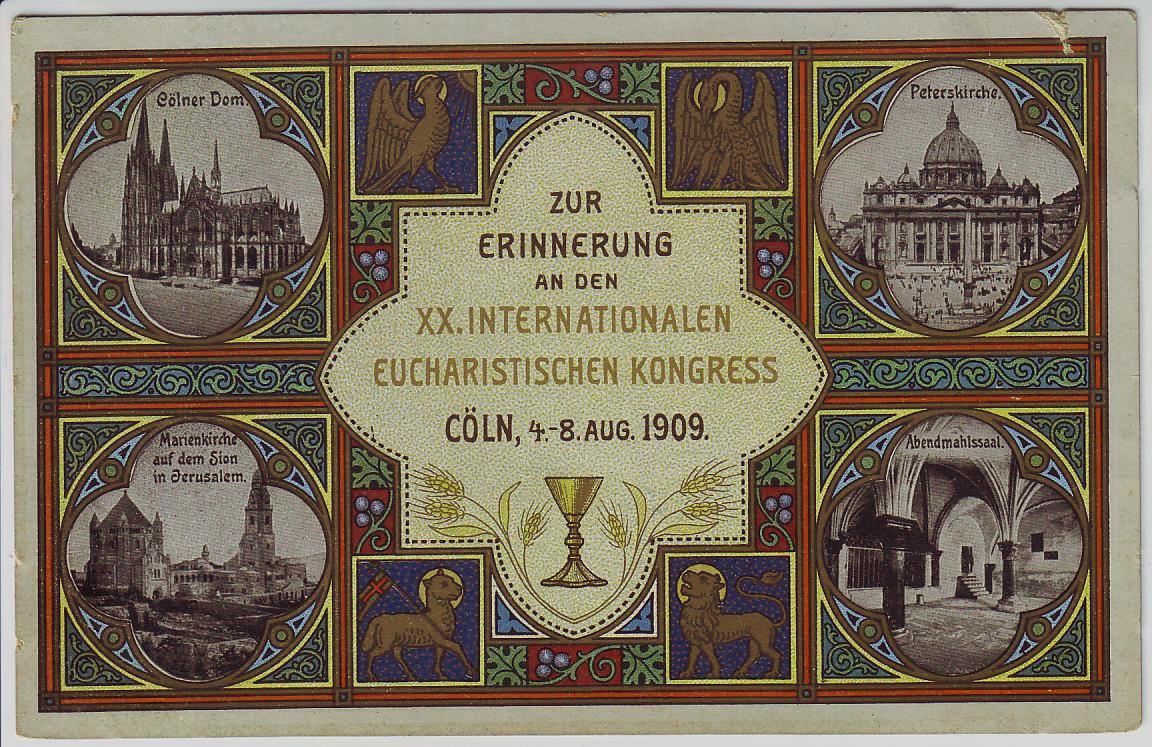 Cölner Dom.
Peterskirche.
ZUR
ERINNERUNG
AN DEN
XX. INTERNATIONALEN
EUCHARISTISCHEN KONGRESS
CÖLN, 4.-8. AUG. 1909.
Marienkirche
auf dem Sion
in Jerusalem.
Abendmahlssaal.